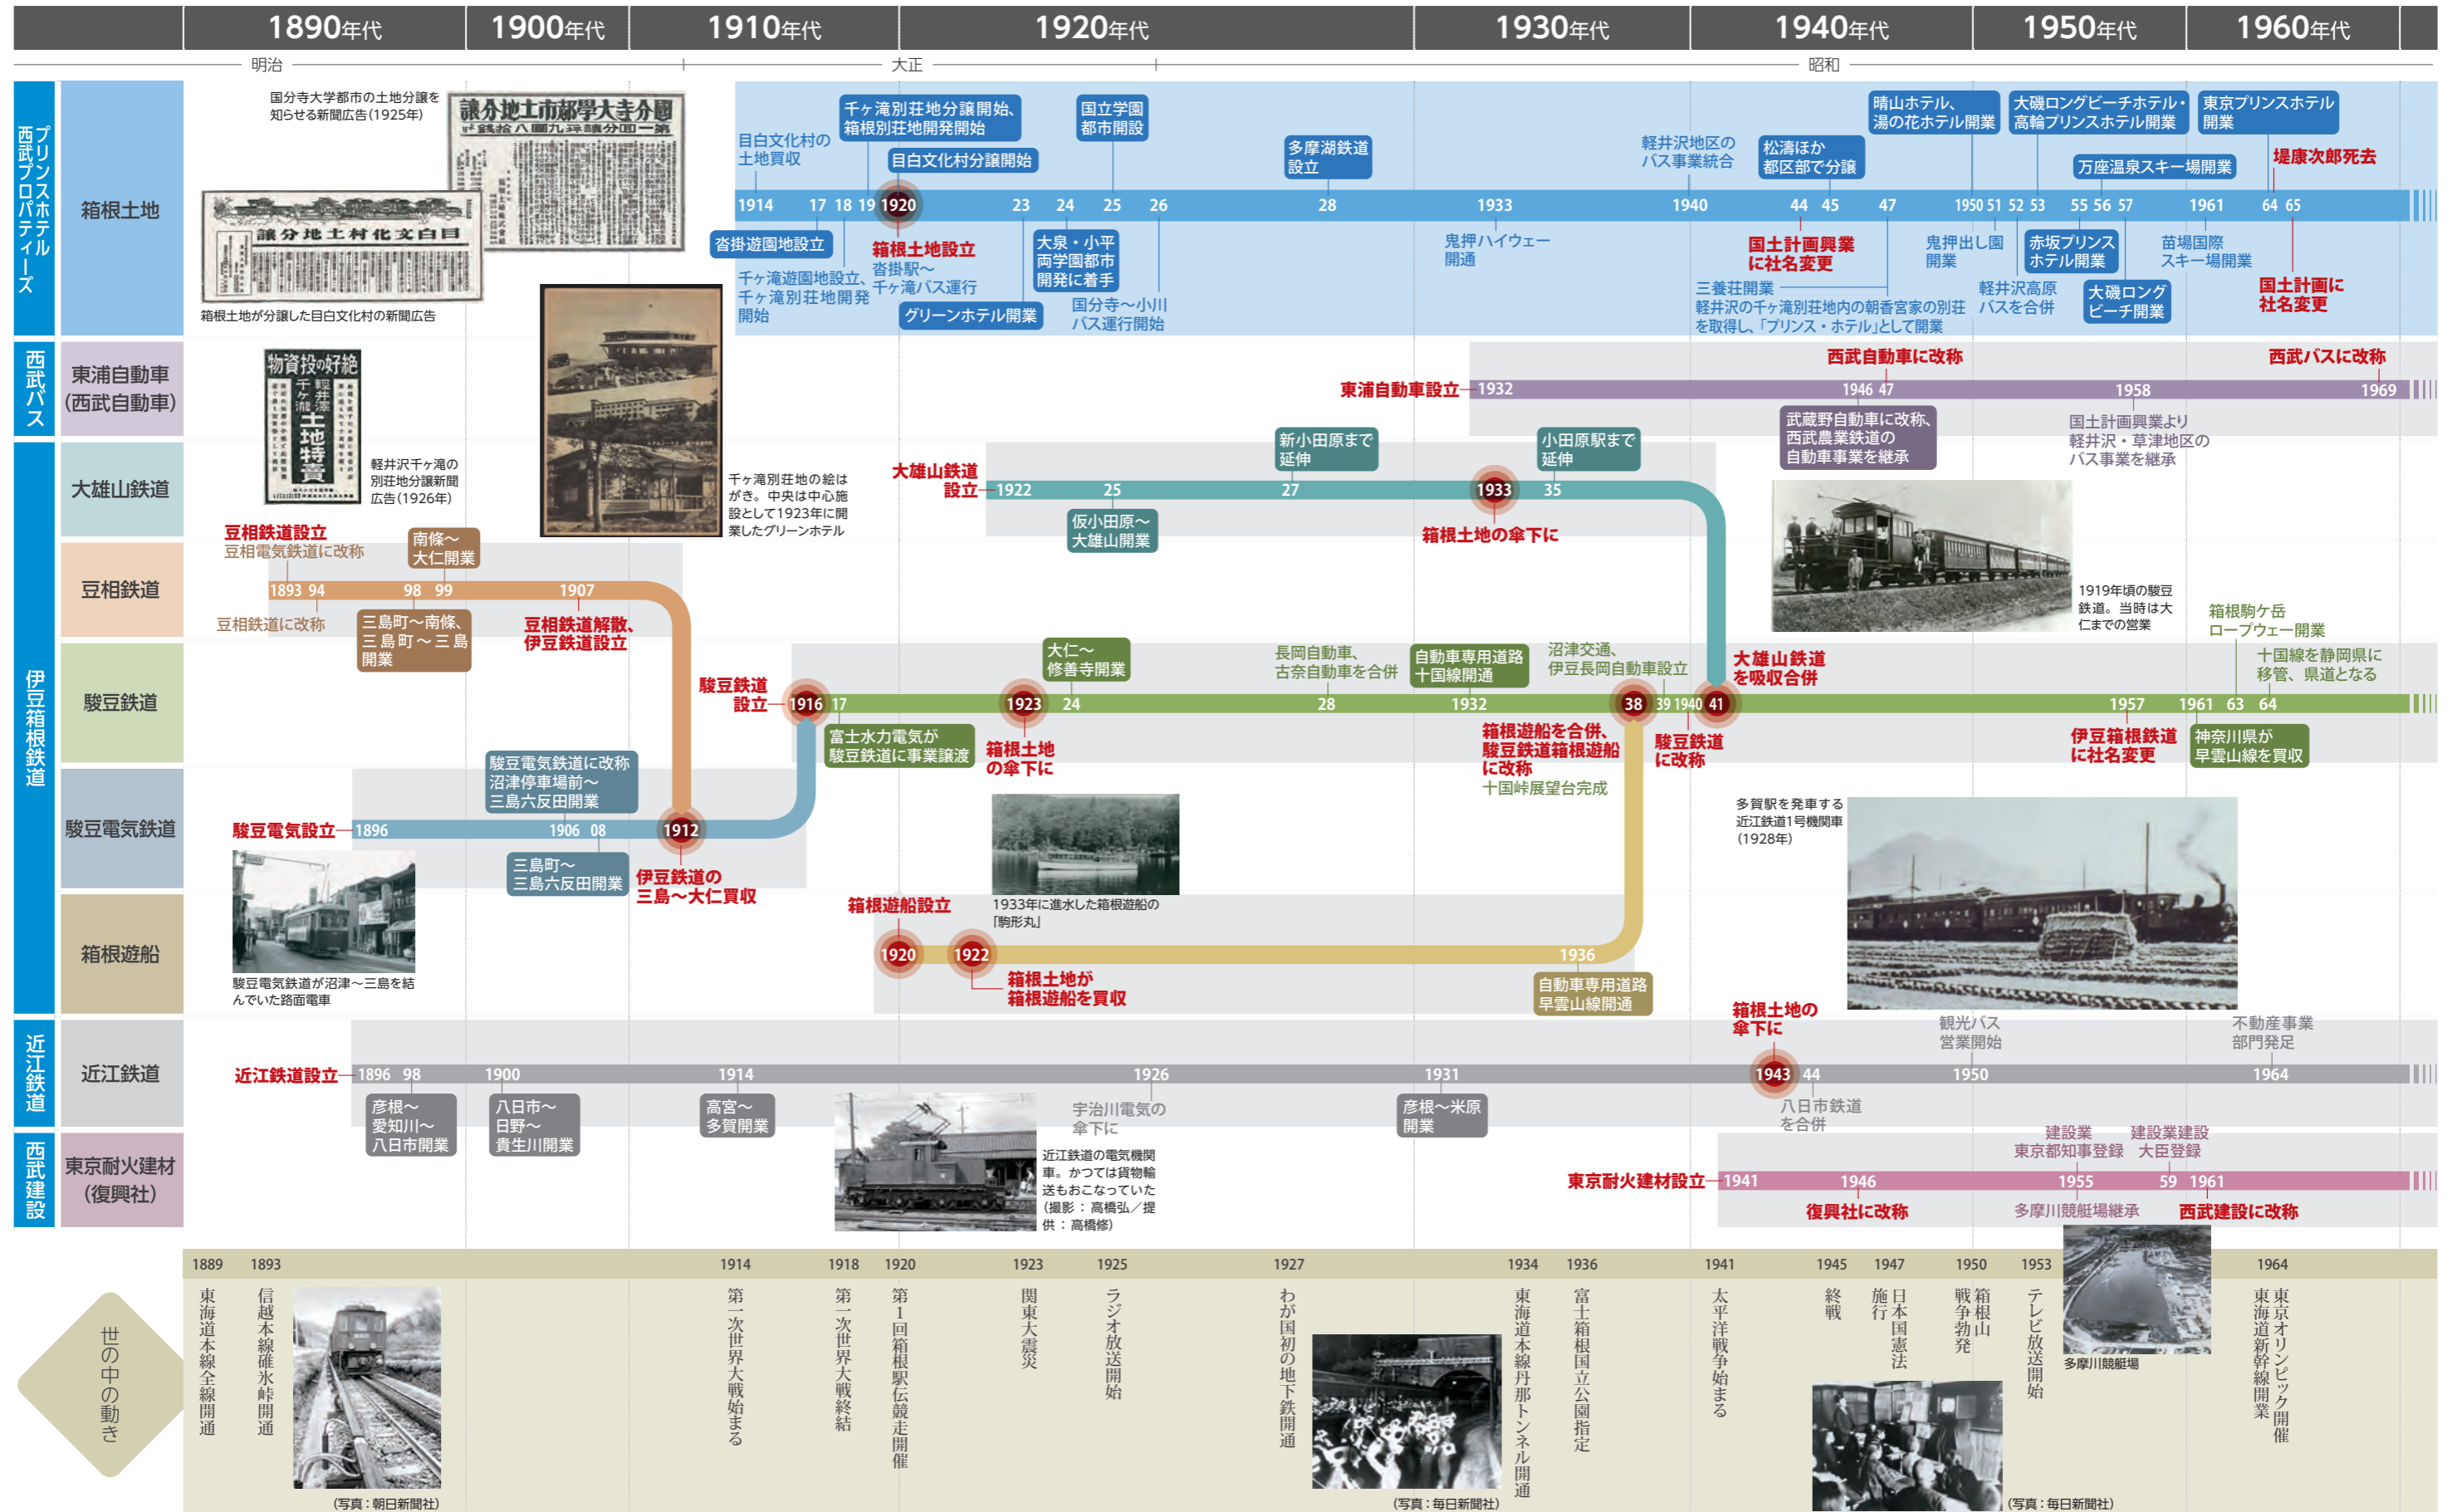 1890年代
1900年代
1910年代
1920年代
1930年代
1940年代
1950年代
1960年代
明治
大正
昭和
プリンスホテル
西武プロパティーズ
箱根土地
国分寺大学都市の土地分譲を
知らせる新聞広告(1925年)
國分寺大學都市土地分讓
目白文化村土地分讓
箱根土地が分譲した目白文化村の新聞広告
目白文化村の
土地買収
千ヶ滝別荘地分譲開始、
箱根別荘地開発開始
目白文化村分譲開始
国立学園
都市開設
多摩湖鉄道
設立
軽井沢地区の
バス事業統合
松濤ほか
都区部で分譲
晴山ホテル、
湯の花ホテル開業
大磯ロングビーチホテル・
高輪プリンスホテル開業
万座温泉スキー場開業
東京プリンスホテル
開業
堤康次郎死去
1914 17 18 19 1920 23 24 25 26 28 1933 1940 44 45 47 1950 51 52 53 55 56 57 1961 64 65
沓掛遊園地設立
千ヶ滝遊園地設立、
千ヶ滝別荘地開発
開始
箱根土地設立
沓掛駅～
千ヶ滝バス運行
グリーンホテル開業
大泉・小平
両学園都市
開発に着手
国分寺～小川
バス運行開始
鬼押ハイウェー
開通
国土計画興業
に社名変更
三養荘開業
軽井沢の千ヶ滝別荘地内の朝香宮家の別荘
を取得し、「プリンス・ホテル」として開業
鬼押出し園
開業
軽井沢高原
バスを合併
赤坂プリンス
ホテル開業
大磯ロング
ビーチ開業
苗場国際
スキー場開業
国土計画に
社名変更
西武バス
東浦自動車
(西武自動車)
絶好の投資物
輕井澤
千ヶ瀧
土地特賣
軽井沢千ヶ滝の
別荘地分譲新聞
広告(1926年)
千ヶ滝別荘地の絵は
がき。中央は中心施
設として1923年に開
業したグリーンホテル
東浦自動車設立
西武自動車に改称
西武バスに改称
1932 1946 47 1958 1969
武蔵野自動車に改称、
西武農業鉄道の
自動車事業を継承
国土計画興業より
軽井沢・草津地区の
バス事業を継承
伊豆箱根鉄道
大雄山鉄道
大雄山鉄道
設立
新小田原まで
延伸
小田原駅まで
延伸
1922 25 27 1933 35
仮小田原～
大雄山開業
箱根土地の傘下に
1919年頃の駿豆
鉄道。当時は大
仁までの営業
豆相鉄道
豆相鉄道設立
豆相電気鉄道に改称
南條～
大仁開業
1893 94 98 99 1907
豆相鉄道に改称
三島町～南條、
三島町～三島
開業
豆相鉄道解散、
伊豆鉄道設立
駿豆鉄道
駿豆鉄道
設立
大仁～
修善寺開業
長岡自動車、
古奈自動車を合併
自動車専用道路
十国線開通
沼津交通、
伊豆長岡自動車設立
大雄山鉄道
を吸収合併
箱根駒ケ岳
ロープウェー開業
十国線を静岡県に
移管、県道となる
1916 17 1923 24 28 1932 38 39 1940 41 1957 1961 63 64
富士水力電気が
駿豆鉄道に事業譲渡
箱根土地
の傘下に
箱根遊船を合併、
駿豆鉄道箱根遊船
に改称
十国峠展望台完成
駿豆鉄道
に改称
伊豆箱根鉄道
に社名変更
神奈川県が
早雲山線を買収
駿豆電気鉄道
駿豆電気設立
駿豆電気鉄道に改称
沼津停車場前～
三島六反田開業
1896 1906 08 1912
三島町～
三島六反田開業
伊豆鉄道の
三島～大仁買収
駿豆電気鉄道が沼津～三島を結
んでいた路面電車
1933年に進水した箱根遊船の
「駒形丸」
多賀駅を発車する
近江鉄道1号機関車
(1928年)
箱根遊船
箱根遊船設立
1920 1922 1936
箱根土地が
箱根遊船を買収
自動車専用道路
早雲山線開通
近江鉄道
近江鉄道
近江鉄道設立
箱根土地の
傘下に
観光バス
営業開始
不動産事業
部門発足
1896 98 1900 1914 1926 1931 1943 44 1950 1964
彦根～
愛知川～
八日市開業
八日市～
日野～
貴生川開業
高宮～
多賀開業
宇治川電気の
傘下に
彦根～米原
開業
八日市鉄道
を合併
近江鉄道の電気機関
車。かつては貨物輸
送もおこなっていた
(撮影:高橋弘／提
供:高橋修)
西武建設
東京耐火建材
(復興社)
東京耐火建材設立
建設業
東京都知事登録
建設業建設
大臣登録
1941 1946 1955 59 1961
復興社に改称
多摩川競艇場継承
西武建設に改称
世の中の動き
1889 1893 1914 1918 1920 1923 1925 1927 1934 1936 1941 1945 1947 1950 1953 1964
東海道本線全線開通
信越本線碓氷峠開通
第一次世界大戦始まる
第一次世界大戦終結
第1回箱根駅伝競走開催
関東大震災
ラジオ放送開始
わが国初の地下鉄開通
東海道本線丹那トンネル開通
富士箱根国立公園指定
太平洋戦争始まる
終戦
日本国憲法
施行
箱根山
戦争勃発
テレビ放送開始
東京オリンピック開催
東海道新幹線開業
多摩川競艇場
(写真:朝日新聞社)
(写真:毎日新聞社)
(写真:毎日新聞社)